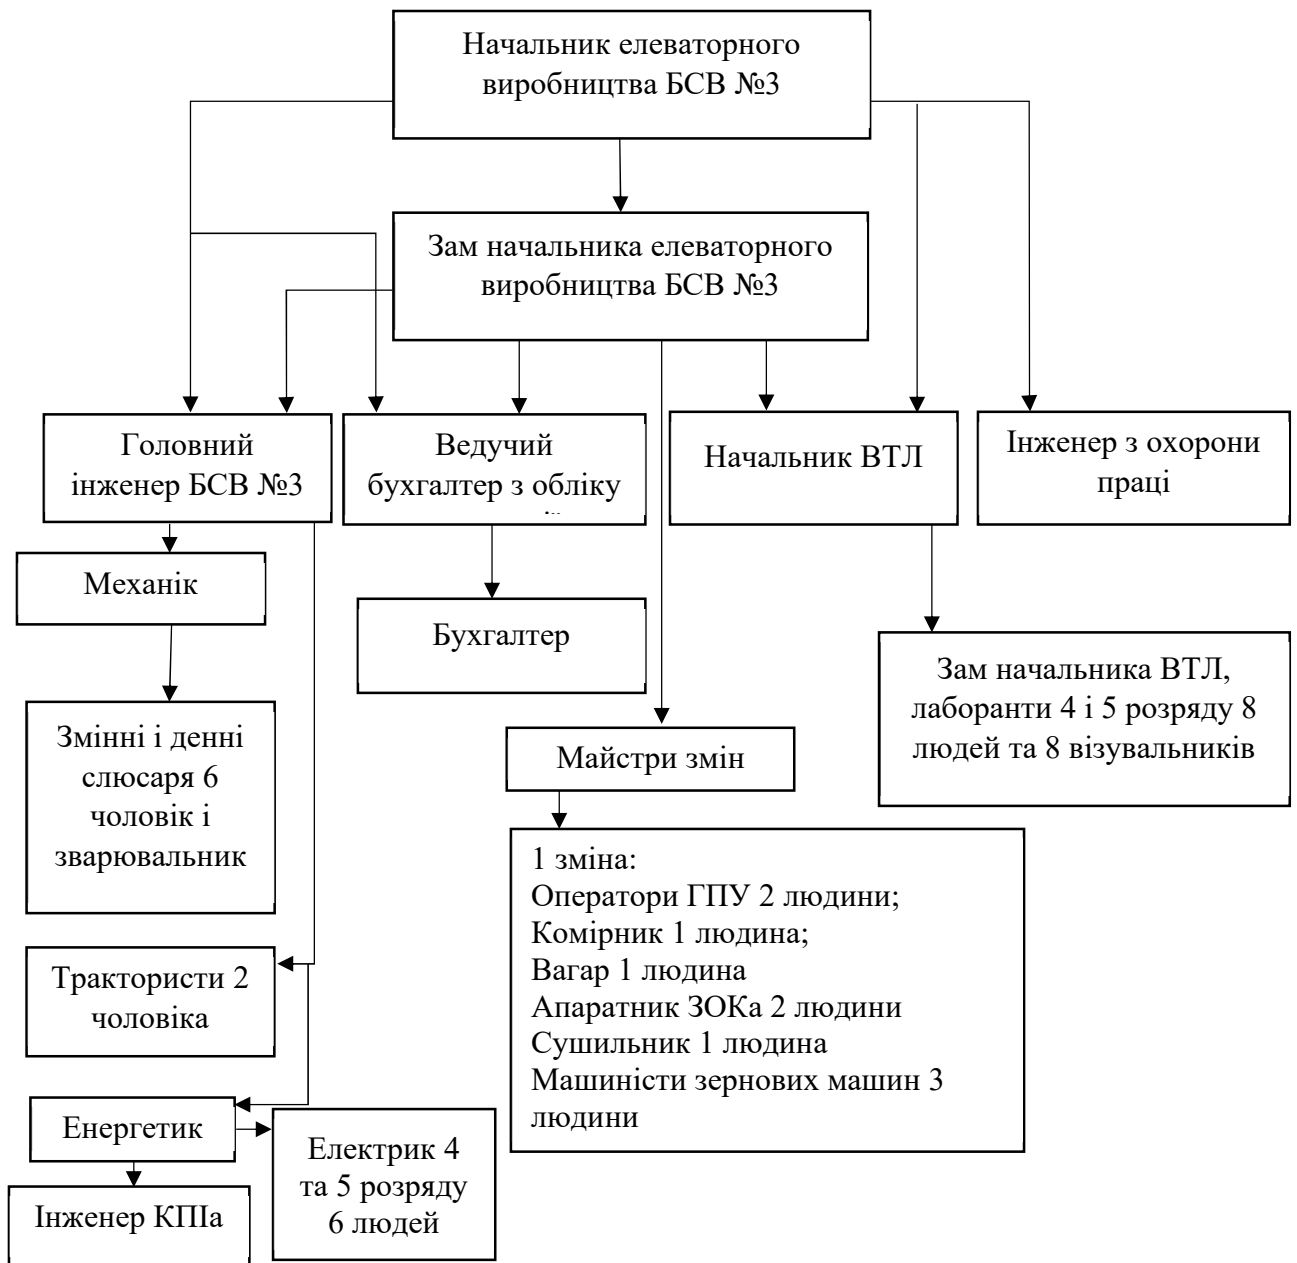 Начальник елеваторного
виробництва БСВ №3
Зам начальника елеваторного
виробництва БСВ №3
Головний
інженер БСВ №3
Ведучий
бухгалтер з обліку
Начальник ВТЛ
Інженер з охорони
праці
Механік
Бухгалтер
Зам начальника ВТЛ,
лаборанти 4 і 5 розряду 8
людей та 8 візувальників
Змінні і денні
слюсаря 6
чоловік і
зварювальник
Майстри змін
1 зміна:
Оператори ГПУ 2 людини;
Комірник 1 людина;
Вагар 1 людина
Апаратник ЗОКа 2 людини
Сушильник 1 людина
Машиністи зернових машин 3
людини
Трактористи 2
чоловіка
Енергетик
Електрик 4
та 5 розряду
6 людей
Інженер КПІа